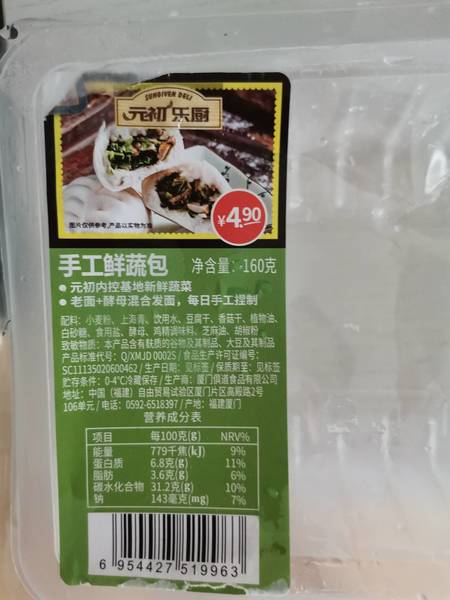 SUNGIVEN DELI
元初乐厨
图片仅供参考,产品以实物为准
¥4.90
手工鲜蔬包 净含量:160克
● 元初内控基地新鲜蔬菜
● 老面+酵母混合发面,每日手工捏制
配料:小麦粉、上海青、饮用水、豆腐干、香菇干、植物油、
白砂糖、食用盐、酵母、鸡精调味料、芝麻油、胡椒粉
致敏物质:本产品含有麸质的谷物及其制品、大豆及其制品
产品标准代号:Q/XMJD 0002S / 食品生产许可证编号:
SC11135020600462 / 生产日期:见标签 / 保质期至:见标签
贮存条件:0-4℃冷藏保存 / 生产商:厦门俱道食品有限公司
地址:中国(福建)自由贸易试验区厦门片区高殿路2号
106单元 / 电话:0592-6518397 / 产地:福建厦门
营养成分表
项目 每100克(g) NRV%
能量 779千焦(kJ) 9%
蛋白质 6.8克(g) 11%
脂肪 3.6克(g) 6%
碳水化合物 31.2克(g) 10%
钠 143毫克(mg) 7%
6 954427 519963